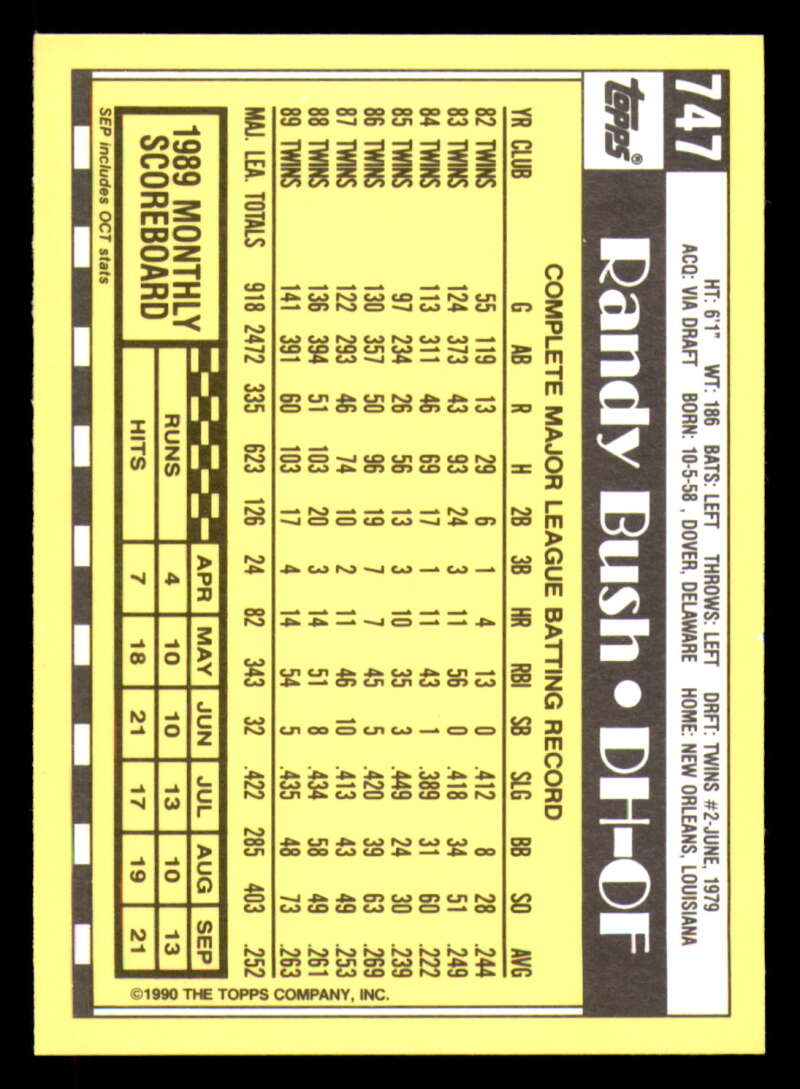 747
HT: 6'1" WT: 186 BATS: LEFT THROWS: LEFT DRFT: TWINS #2-JUNE, 1979
ACQ: VIA DRAFT BORN: 10-5-58, DOVER, DELAWARE HOME: NEW ORLEANS, LOUISIANA
topps®
Randy Bush • DH-OF
COMPLETE MAJOR LEAGUE BATTING RECORD
YR CLUB G AB R H 2B 3B HR RBI SB SLG BB SO AVG
82 TWINS 55 119 13 29 6 1 4 13 0 .412 8 28 .244
83 TWINS 124 373 43 93 24 3 11 56 0 .418 34 51 .249
84 TWINS 113 311 46 69 17 1 11 43 1 .389 31 60 .222
85 TWINS 97 234 26 56 13 3 10 35 3 .449 24 30 .239
86 TWINS 130 357 50 96 19 7 7 45 5 .420 39 63 .269
87 TWINS 122 293 46 74 10 2 11 46 10 .413 43 49 .253
88 TWINS 136 394 51 103 20 3 14 51 8 .434 58 49 .261
89 TWINS 141 391 60 103 17 4 14 54 5 .435 48 73 .263
MAJ. LEA. TOTALS 918 2472 335 623 126 24 82 343 32 .422 285 403 .252
1989 MONTHLY
SCOREBOARD
APR MAY JUN JUL AUG SEP
RUNS 4 10 10 13 10 13
HITS 7 18 21 17 19 21
SEP includes OCT stats
©1990 THE TOPPS COMPANY, INC.